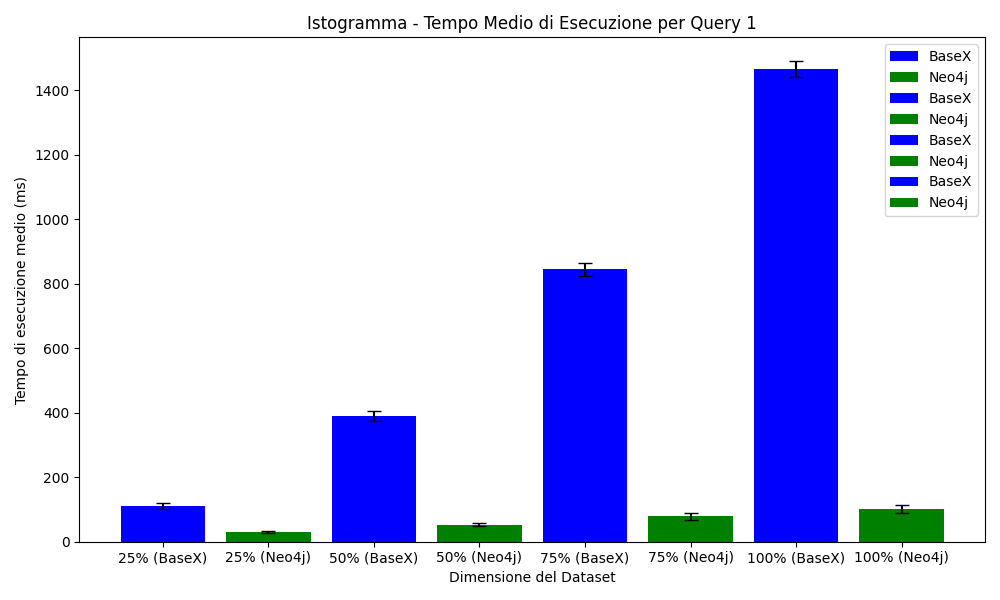 Istogramma - Tempo Medio di Esecuzione per Query 1
Tempo di esecuzione medio (ms)
1400
1200
1000
800
600
400
200
0
BaseX
Neo4j
BaseX
Neo4j
BaseX
Neo4j
BaseX
Neo4j
25% (BaseX) 25% (Neo4j) 50% (BaseX) 50% (Neo4j) 75% (BaseX) 75% (Neo4j) 100% (BaseX) 100% (Neo4j)
Dimensione del Dataset